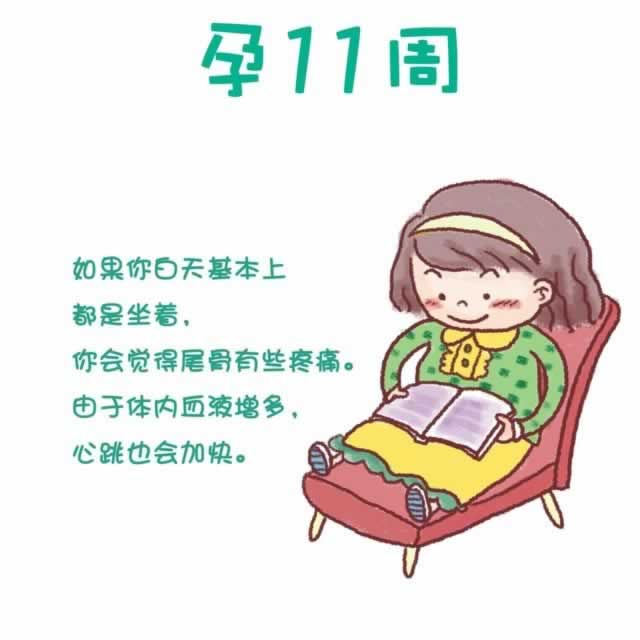 孕11周
如果你白天基本上
都是坐着，
你会觉得尾骨有些疼痛。
由于体内血液增多，
心跳也会加快。